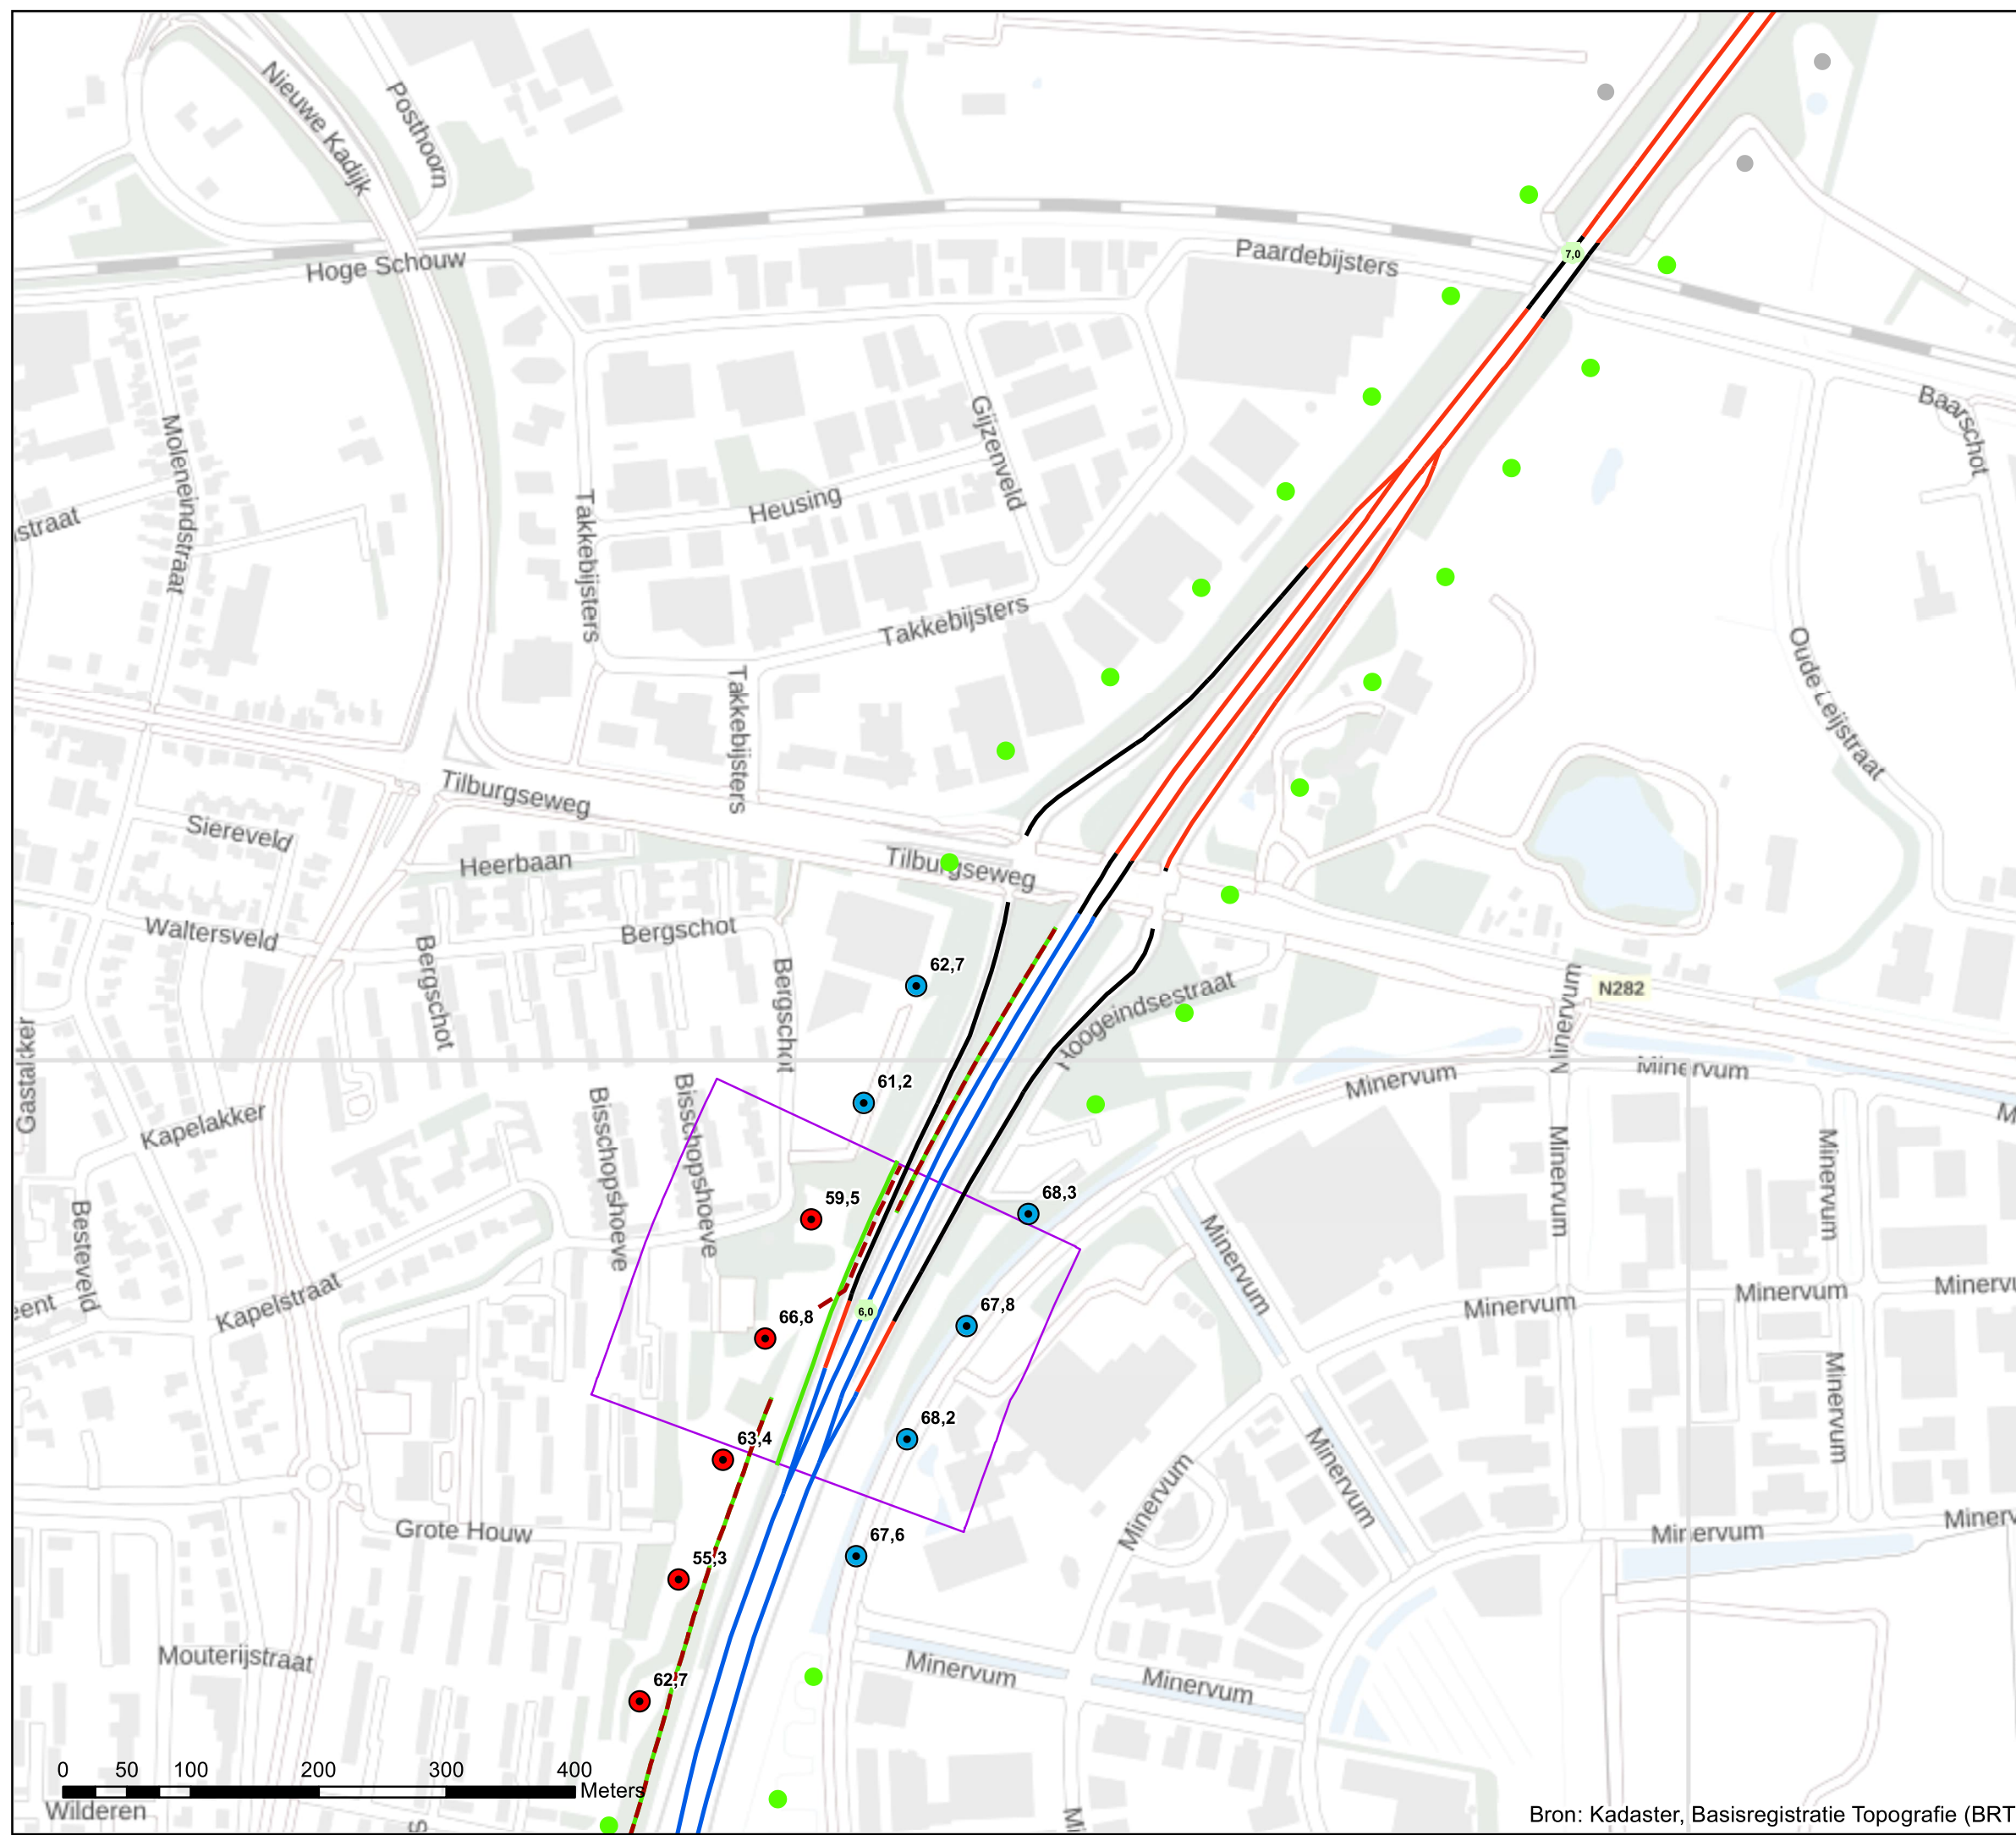 Nieuwe Kadijk
Posthoorn
Hoge Schouw
Paardebijsters
7,0
Baarschot
Moleneindstraat
straat
Takkebijsters
Heusing
Gijzenveld
Takkebijsters
Takkebijsters
Oude Leijstraat
Tilburgseweg
Siereveld
Heerbaan
Tilburgseweg
Waltersveld
Bergschot
Bergschot
Bergschot
62,7
Hoogeindsestraat
N282
Minervum
Gastakker
Kapelakker
61,2
Minervum
Minervum
Bisschopshoeve
Bisschopshoeve
Besteveld
59,5
68,3
Minervum
Minervum
Minervum
Kapelstraat
66,8
6,0
67,8
Minervum
Minervum
Minervu
63,4
68,2
Minervum
Minervum
Minervum
Grote Houw
55,3
67,6
Minervum
Minerv
Mouterijstraat
62,7
Minervum
Minervum
0 50 100 200 300 400
Meters
Wilderen
Mi
Bron: Kadaster, Basisregistratie Topografie (BRT